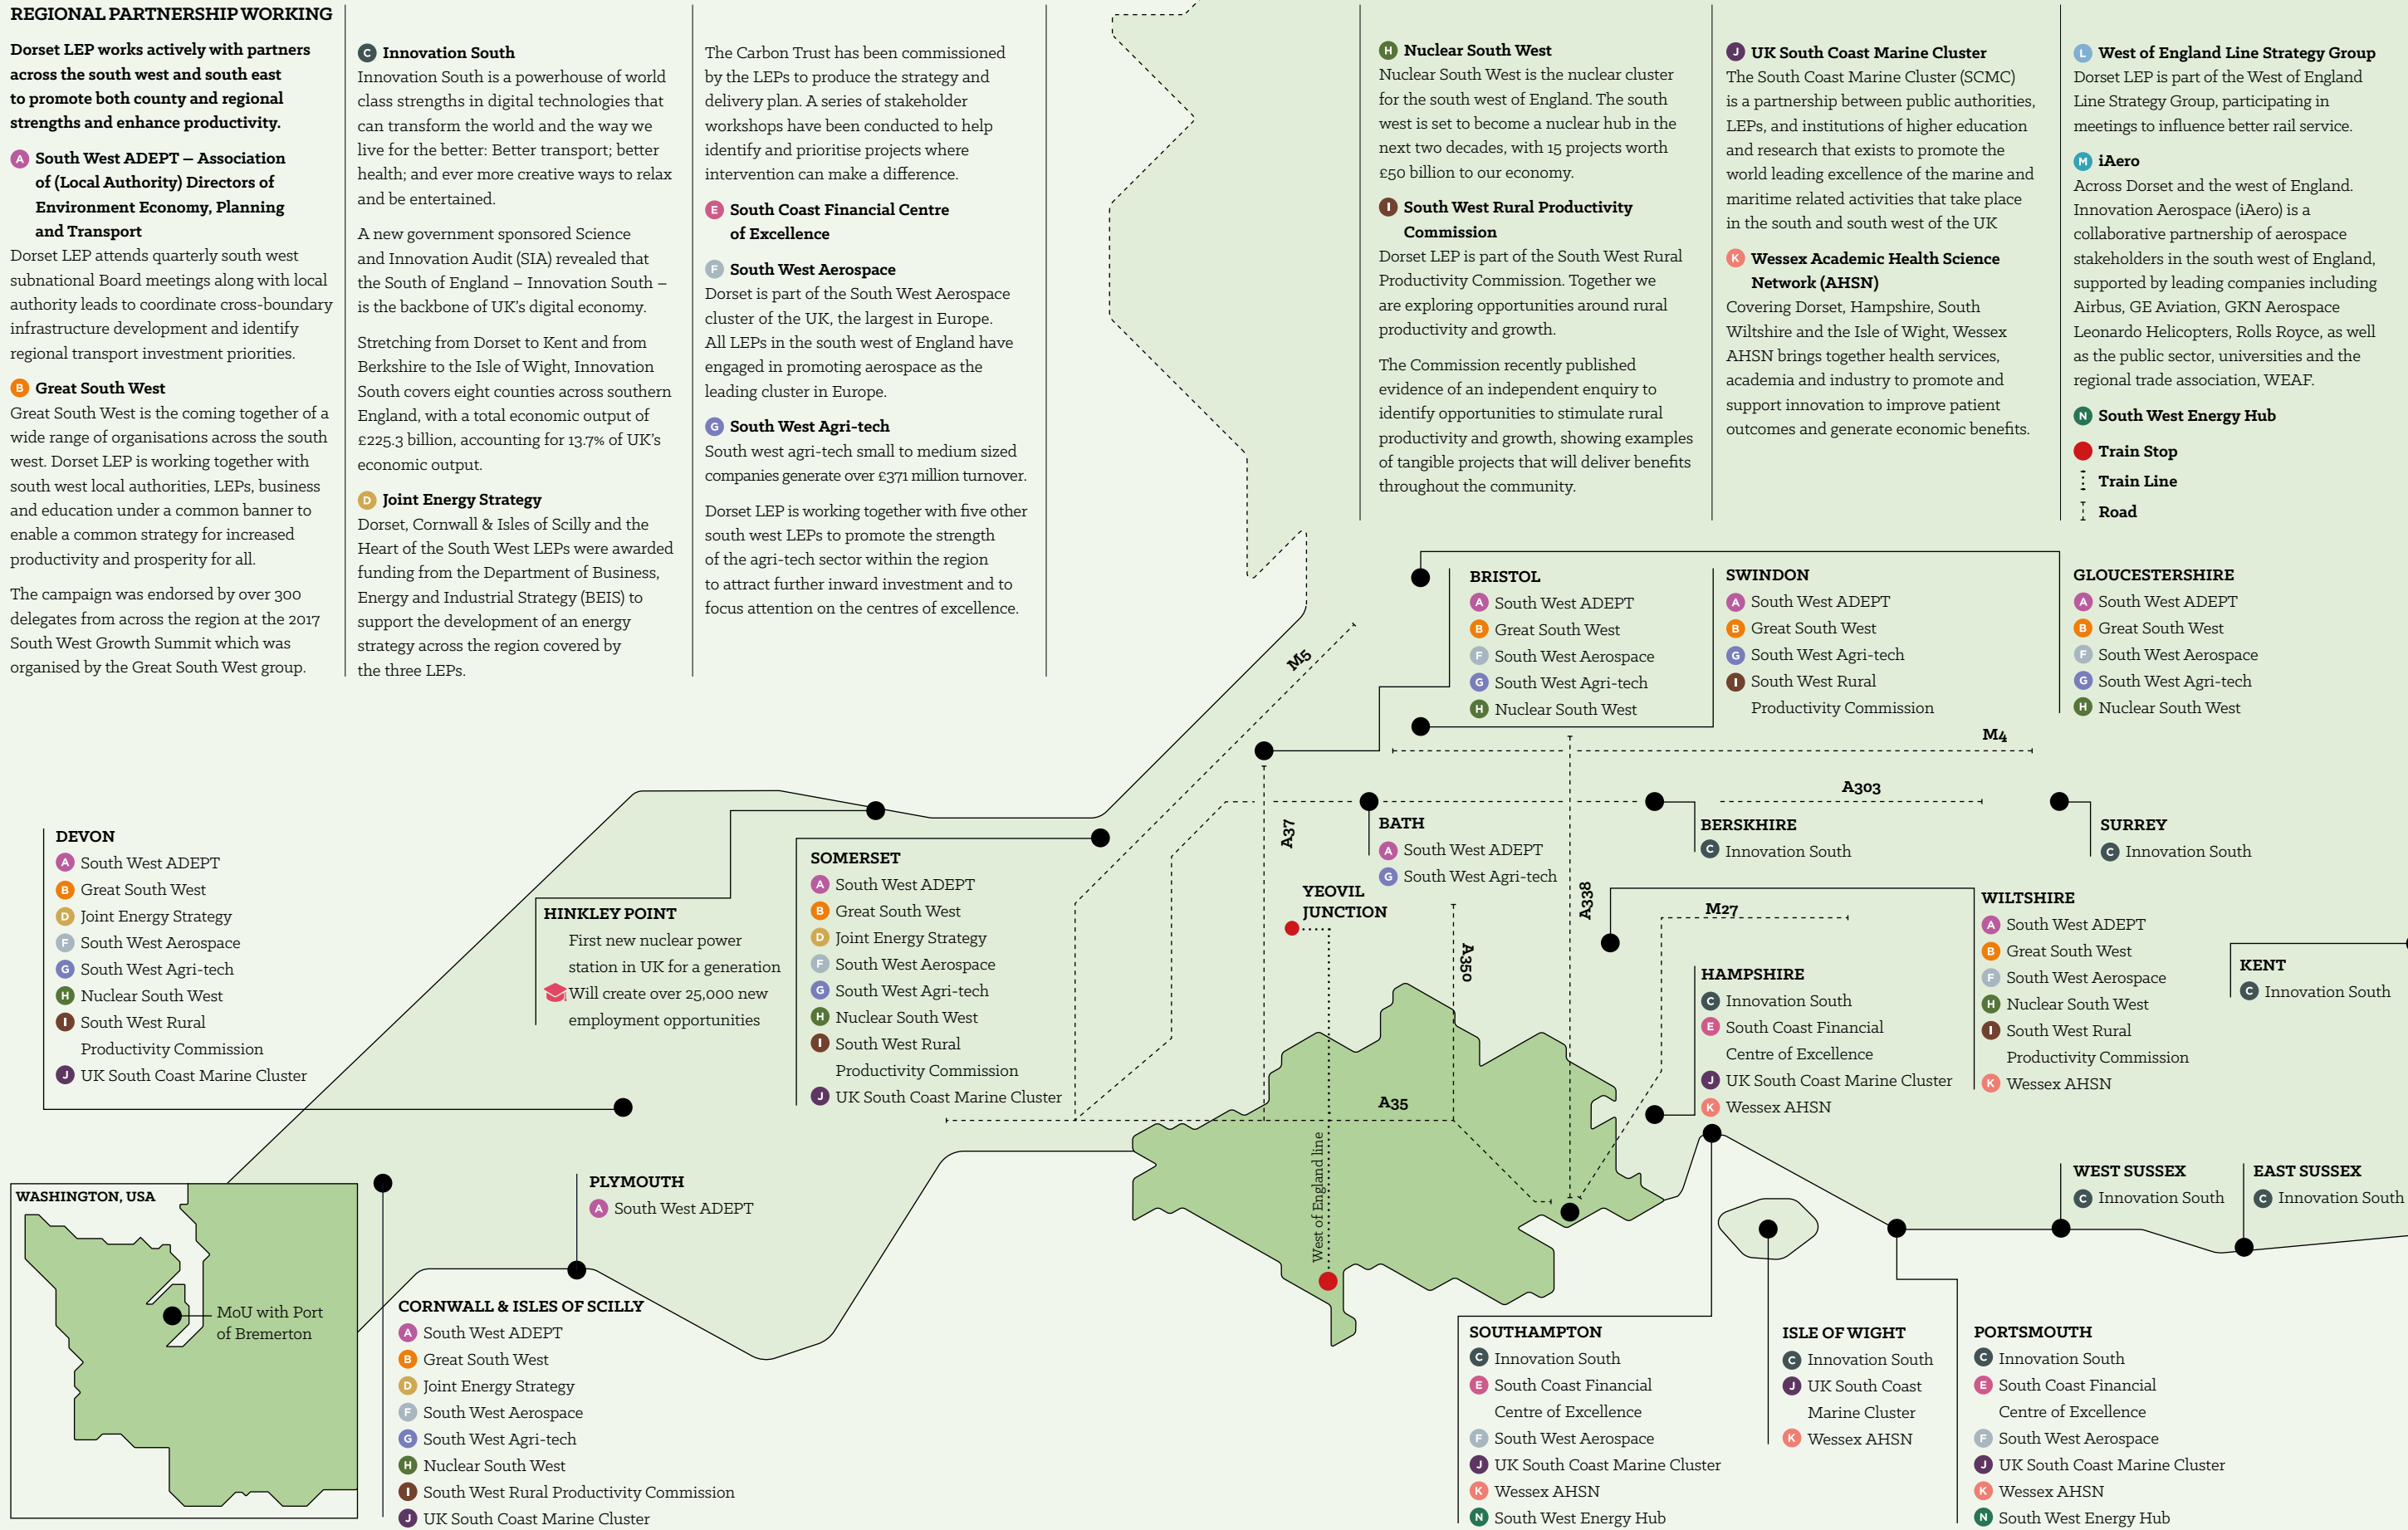 REGIONAL PARTNERSHIP WORKING
Dorset LEP works actively with partners
across the south west and south east
to promote both county and regional
strengths and enhance productivity.
A South West ADEPT – Association
of (Local Authority) Directors of
Environment Economy, Planning
and Transport
Dorset LEP attends quarterly south west
subnational Board meetings along with local
authority leads to coordinate cross-boundary
infrastructure development and identify
regional transport investment priorities.
B Great South West
Great South West is the coming together of a
wide range of organisations across the south
west. Dorset LEP is working together with
south west local authorities, LEPs, business
and education under a common banner to
enable a common strategy for increased
productivity and prosperity for all.
The campaign was endorsed by over 300
delegates from across the region at the 2017
South West Growth Summit which was
organised by the Great South West group.
C Innovation South
Innovation South is a powerhouse of world
class strengths in digital technologies that
can transform the world and the way we
live for the better: Better transport; better
health; and ever more creative ways to relax
and be entertained.
A new government sponsored Science
and Innovation Audit (SIA) revealed that
the South of England – Innovation South –
is the backbone of UK's digital economy.
Stretching from Dorset to Kent and from
Berkshire to the Isle of Wight, Innovation
South covers eight counties across southern
England, with a total economic output of
£225.3 billion, accounting for 13.7% of UK's
economic output.
D Joint Energy Strategy
Dorset, Cornwall & Isles of Scilly and the
Heart of the South West LEPs were awarded
funding from the Department of Business,
Energy and Industrial Strategy (BEIS) to
support the development of an energy
strategy across the region covered by
the three LEPs.
The Carbon Trust has been commissioned
by the LEPs to produce the strategy and
delivery plan. A series of stakeholder
workshops have been conducted to help
identify and prioritise projects where
intervention can make a difference.
E South Coast Financial Centre
of Excellence
F South West Aerospace
Dorset is part of the South West Aerospace
cluster of the UK, the largest in Europe.
All LEPs in the south west of England have
engaged in promoting aerospace as the
leading cluster in Europe.
G South West Agri-tech
South west agri-tech small to medium sized
companies generate over £371 million turnover.
Dorset LEP is working together with five other
south west LEPs to promote the strength
of the agri-tech sector within the region
to attract further inward investment and to
focus attention on the centres of excellence.
H Nuclear South West
Nuclear South West is the nuclear cluster
for the south west of England. The south
west is set to become a nuclear hub in the
next two decades, with 15 projects worth
£50 billion to our economy.
I South West Rural Productivity
Commission
Dorset LEP is part of the South West Rural
Productivity Commission. Together we
are exploring opportunities around rural
productivity and growth.
The Commission recently published
evidence of an independent enquiry to
identify opportunities to stimulate rural
productivity and growth, showing examples
of tangible projects that will deliver benefits
throughout the community.
J UK South Coast Marine Cluster
The South Coast Marine Cluster (SCMC)
is a partnership between public authorities,
LEPs, and institutions of higher education
and research that exists to promote the
world leading excellence of the marine and
maritime related activities that take place
in the south and south west of the UK
K Wessex Academic Health Science
Network (AHSN)
Covering Dorset, Hampshire, South
Wiltshire and the Isle of Wight, Wessex
AHSN brings together health services,
academia and industry to promote and
support innovation to improve patient
outcomes and generate economic benefits.
L West of England Line Strategy Group
Dorset LEP is part of the West of England
Line Strategy Group, participating in
meetings to influence better rail service.
M iAero
Across Dorset and the west of England.
Innovation Aerospace (iAero) is a
collaborative partnership of aerospace
stakeholders in the south west of England,
supported by leading companies including
Airbus, GE Aviation, GKN Aerospace
Leonardo Helicopters, Rolls Royce, as well
as the public sector, universities and the
regional trade association, WEAF.
N South West Energy Hub
Train Stop
Train Line
Road
BRISTOL
A South West ADEPT
B Great South West
F South West Aerospace
G South West Agri-tech
H Nuclear South West
SWINDON
A South West ADEPT
B Great South West
G South West Agri-tech
I South West Rural
Productivity Commission
GLOUCESTERSHIRE
A South West ADEPT
B Great South West
F South West Aerospace
G South West Agri-tech
H Nuclear South West
M5
M4
A303
A37
A338
A350
M27
A35
DEVON
A South West ADEPT
B Great South West
D Joint Energy Strategy
F South West Aerospace
G South West Agri-tech
H Nuclear South West
I South West Rural
Productivity Commission
J UK South Coast Marine Cluster
HINKLEY POINT
First new nuclear power
station in UK for a generation
Will create over 25,000 new
employment opportunities
SOMERSET
A South West ADEPT
B Great South West
D Joint Energy Strategy
F South West Aerospace
G South West Agri-tech
H Nuclear South West
I South West Rural
Productivity Commission
J UK South Coast Marine Cluster
BATH
A South West ADEPT
G South West Agri-tech
YEOVIL
JUNCTION
West of England line
BERSKHIRE
C Innovation South
SURREY
C Innovation South
HAMPSHIRE
C Innovation South
E South Coast Financial
Centre of Excellence
J UK South Coast Marine Cluster
K Wessex AHSN
WILTSHIRE
A South West ADEPT
B Great South West
F South West Aerospace
H Nuclear South West
I South West Rural
Productivity Commission
K Wessex AHSN
KENT
C Innovation South
WEST SUSSEX
C Innovation South
EAST SUSSEX
C Innovation South
WASHINGTON, USA
MoU with Port
of Bremerton
PLYMOUTH
A South West ADEPT
CORNWALL & ISLES OF SCILLY
A South West ADEPT
B Great South West
D Joint Energy Strategy
F South West Aerospace
G South West Agri-tech
H Nuclear South West
I South West Rural Productivity Commission
J UK South Coast Marine Cluster
SOUTHAMPTON
C Innovation South
E South Coast Financial
Centre of Excellence
F South West Aerospace
J UK South Coast Marine Cluster
K Wessex AHSN
N South West Energy Hub
ISLE OF WIGHT
C Innovation South
J UK South Coast
Marine Cluster
K Wessex AHSN
PORTSMOUTH
C Innovation South
E South Coast Financial
Centre of Excellence
F South West Aerospace
J UK South Coast Marine Cluster
K Wessex AHSN
N South West Energy Hub